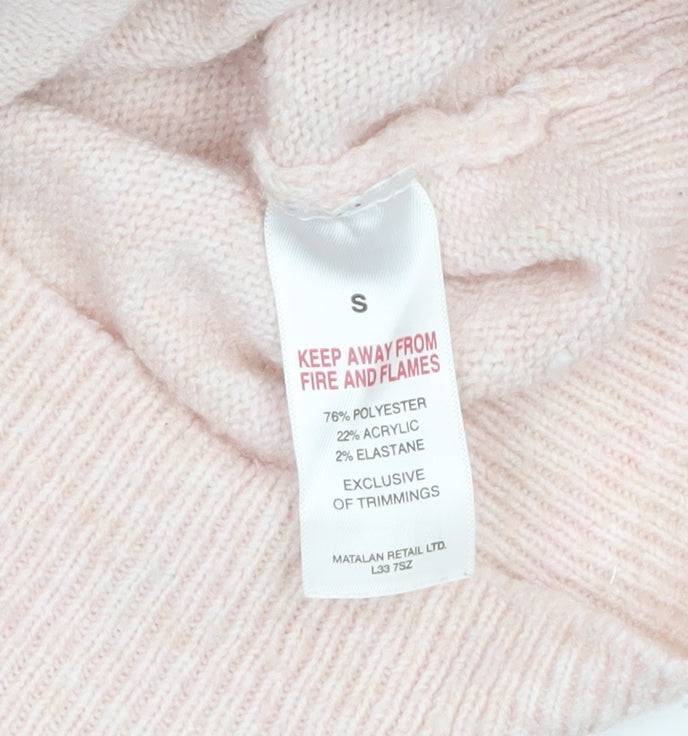 S
KEEP AWAY FROM
FIRE AND FLAMES
76% POLYESTER
22% ACRYLIC
2% ELASTANE
EXCLUSIVE
OF TRIMMINGS
MATALAN RETAIL LTD.
L33 7SZ